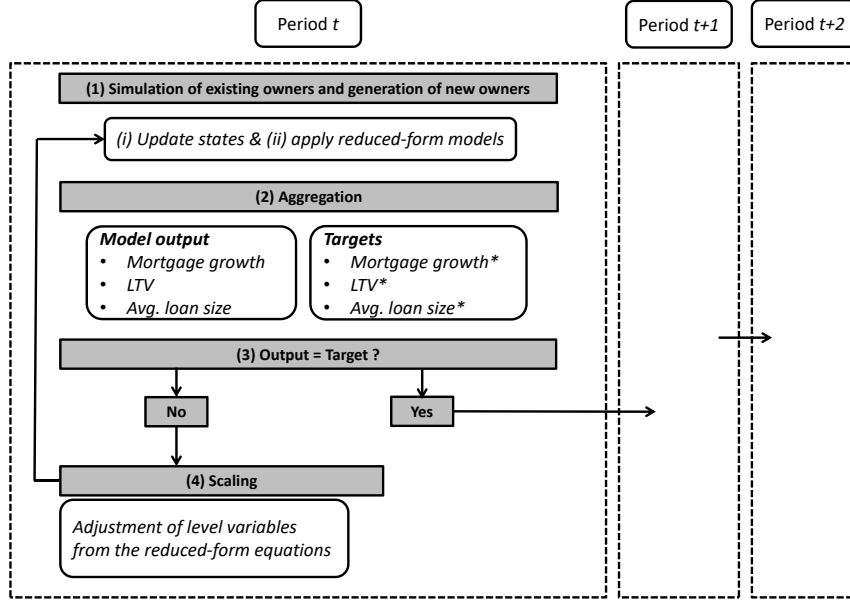 Period t
Period t+1
Period t+2
(1) Simulation of existing owners and generation of new owners
(i) Update states & (ii) apply reduced-form models
(2) Aggregation
Model output
• Mortgage growth
• LTV
• Avg. loan size
Targets
• Mortgage growth*
• LTV*
• Avg. loan size*
(3) Output = Target ?
No
Yes
(4) Scaling
Adjustment of level variables
from the reduced-form equations